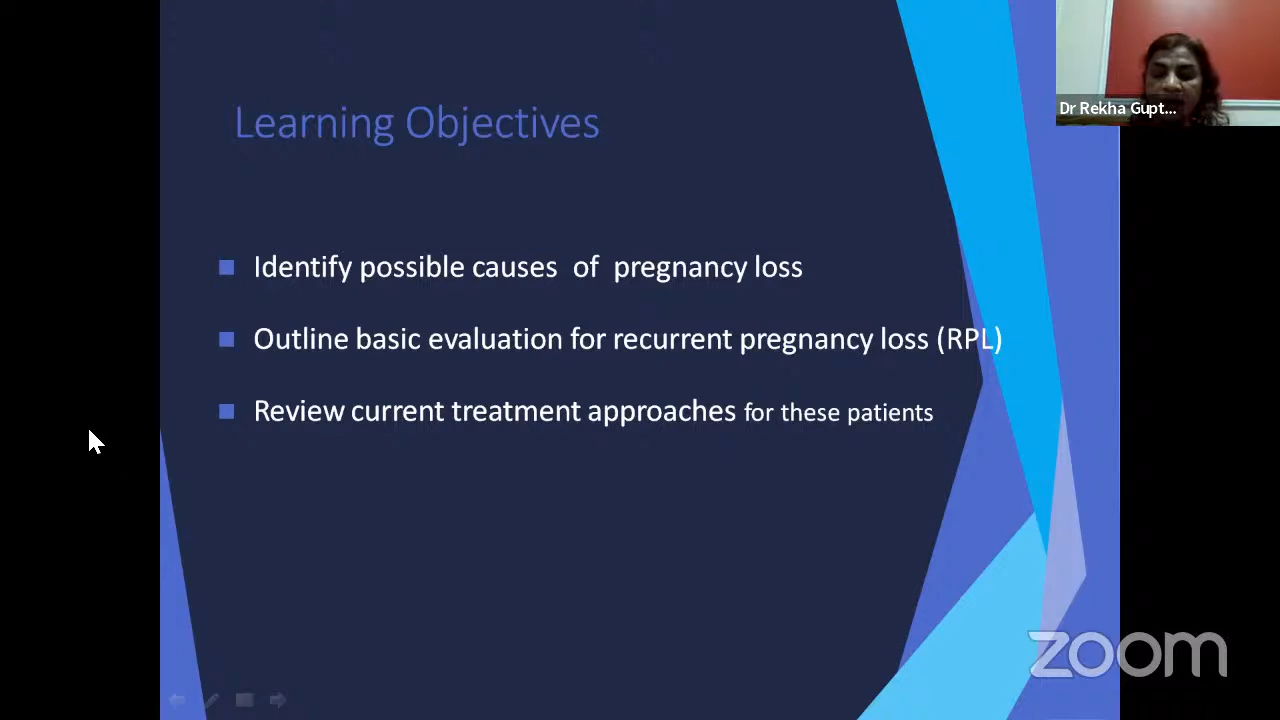 Learning Objectives
Dr Rekha Gupt...
Identify possible causes of pregnancy loss
Outline basic evaluation for recurrent pregnancy loss (RPL)
Review current treatment approaches for these patients
zoom